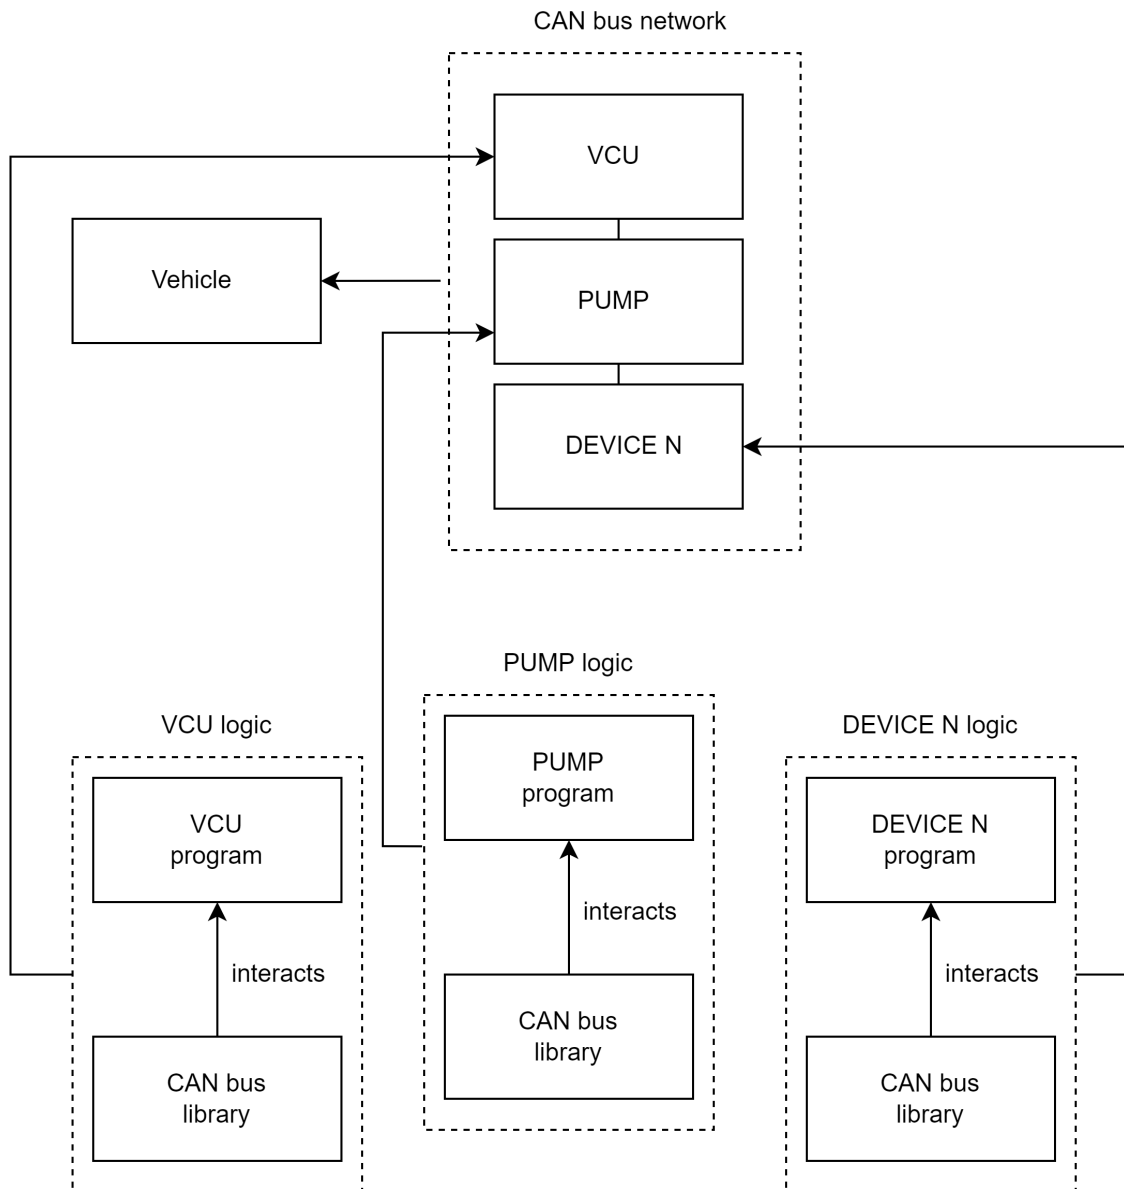 CAN bus network
VCU
Vehicle
PUMP
DEVICE N
PUMP logic
VCU logic
DEVICE N logic
PUMP
program
VCU
program
DEVICE N
program
interacts
interacts
interacts
CAN bus
library
CAN bus
library
CAN bus
library